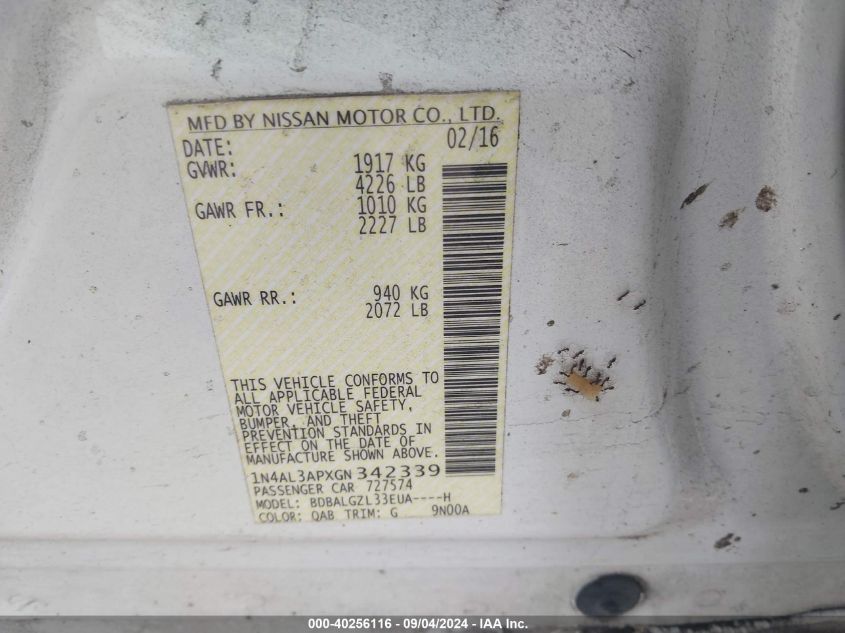 MFD BY NISSAN MOTOR CO., LTD.
DATE: 02/16
GVWR: 1917 KG
4226 LB
GAWR FR.: 1010 KG
2227 LB
GAWR RR.: 940 KG
2072 LB
THIS VEHICLE CONFORMS TO
ALL APPLICABLE FEDERAL
MOTOR VEHICLE SAFETY,
BUMPER, AND THEFT
PREVENTION STANDARDS IN
EFFECT ON THE DATE OF
MANUFACTURE SHOWN ABOVE.
1N4AL3APXGN342339
PASSENGER CAR 727574
MODEL: BDBALGZL33EUA----H
COLOR: QAB TRIM: G 9N00A
000-40256116 - 09/04/2024 - IAA Inc.